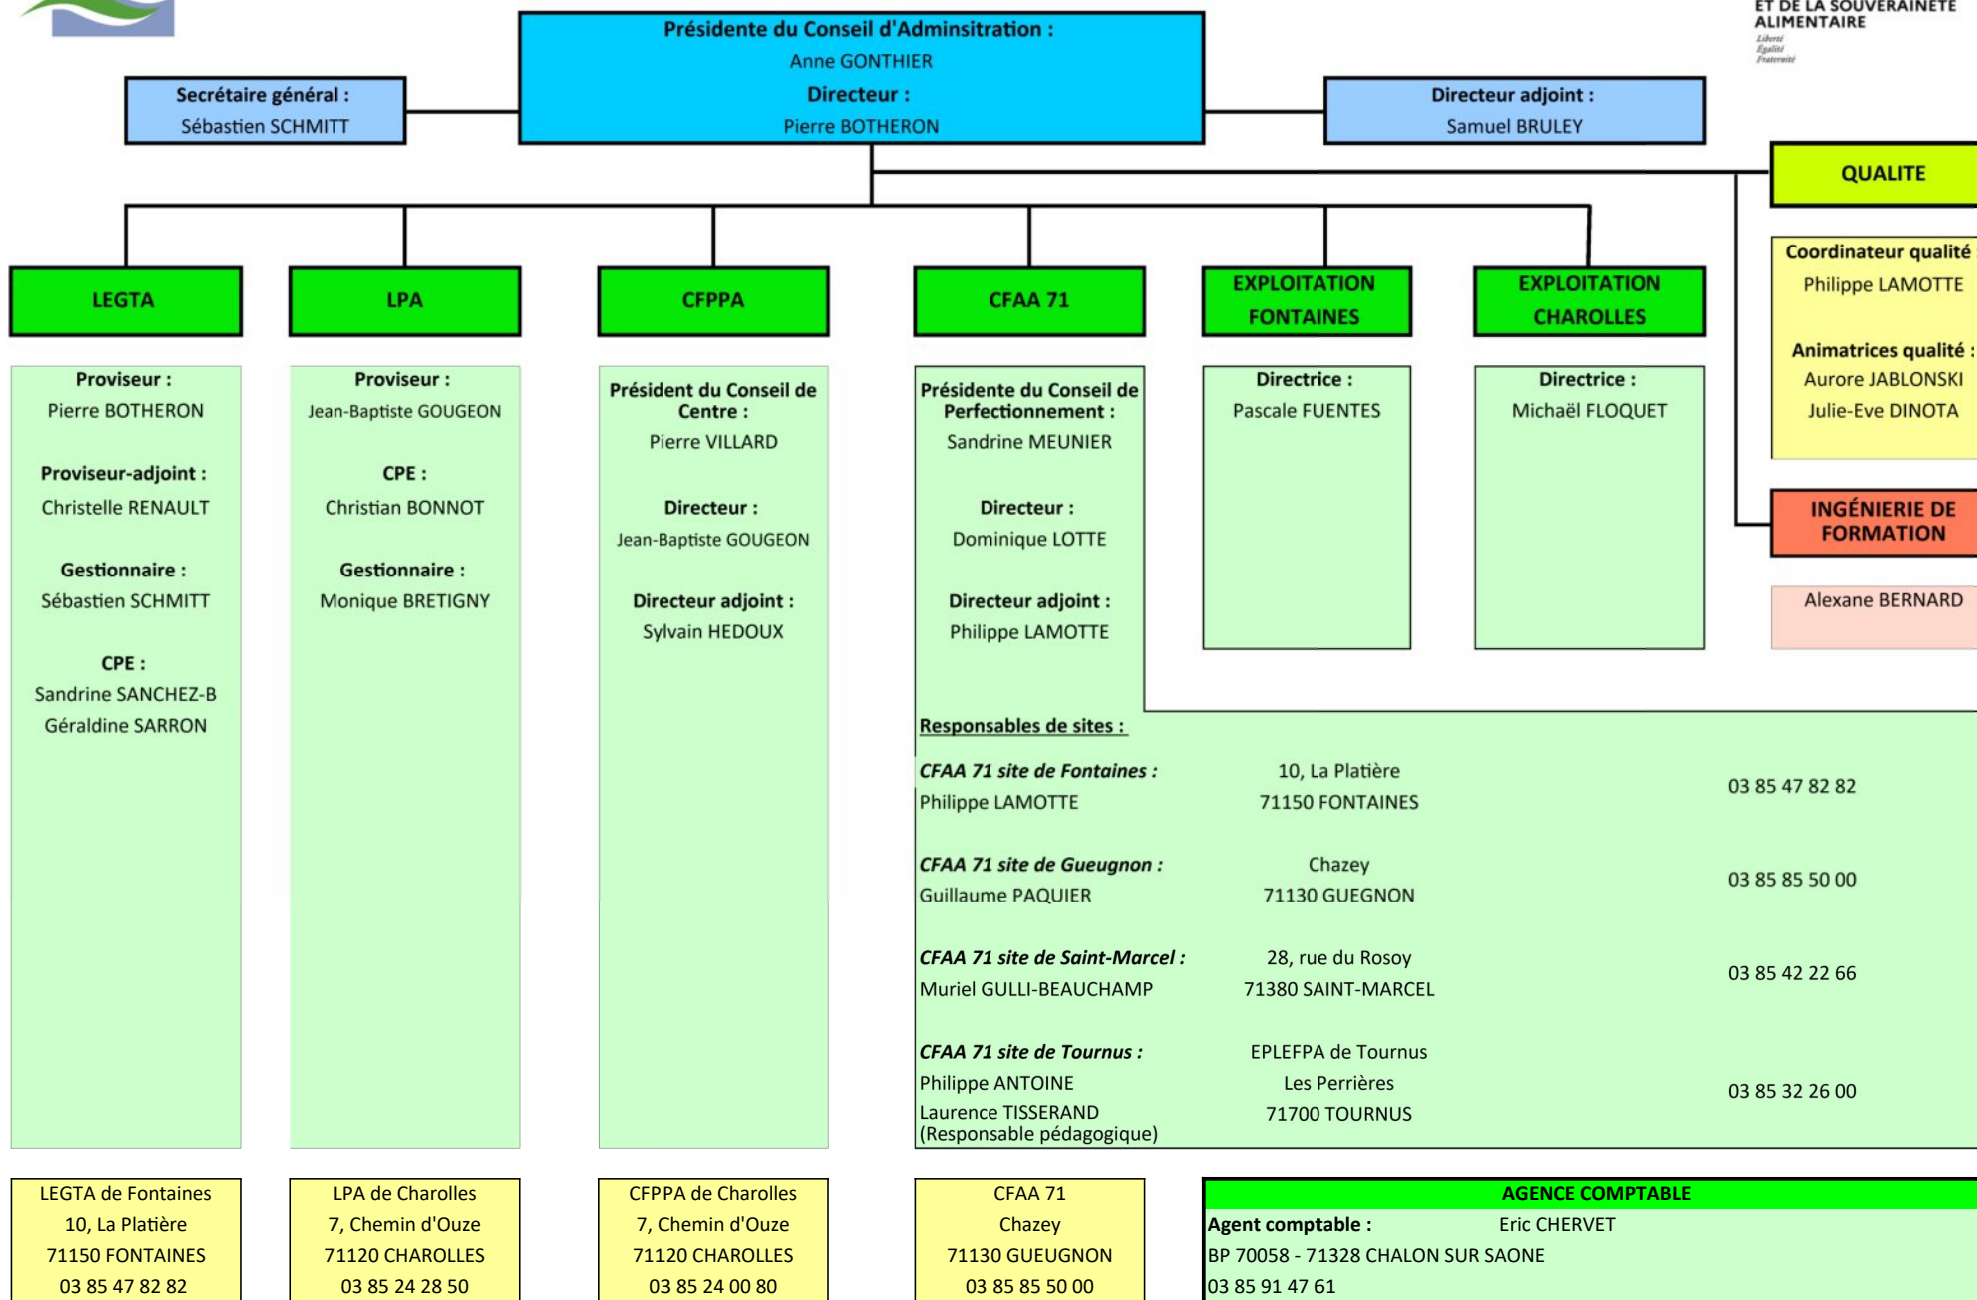 ET DE LA SOUVERAINETÉ
ALIMENTAIRE
Liberté
Égalité
Fraternité
Présidente du Conseil d'Adminsitration :
Anne GONTHIER
Directeur :
Pierre BOTHERON
Secrétaire général :
Sébastien SCHMITT
Directeur adjoint :
Samuel BRULEY
QUALITE
Coordinateur qualité :
Philippe LAMOTTE
Animatrices qualité :
Aurore JABLONSKI
Julie-Eve DINOTA
INGÉNIERIE DE
FORMATION
Alexane BERNARD
LEGTA
Proviseur :
Pierre BOTHERON
Proviseur-adjoint :
Christelle RENAULT
Gestionnaire :
Sébastien SCHMITT
CPE :
Sandrine SANCHEZ-B
Géraldine SARRON
LPA
Proviseur :
Jean-Baptiste GOUGEON
CPE :
Christian BONNOT
Gestionnaire :
Monique BRETIGNY
CFPPA
Président du Conseil de
Centre :
Pierre VILLARD
Directeur :
Jean-Baptiste GOUGEON
Directeur adjoint :
Sylvain HEDOUX
CFAA 71
Présidente du Conseil de
Perfectionnement :
Sandrine MEUNIER
Directeur :
Dominique LOTTE
Directeur adjoint :
Philippe LAMOTTE
EXPLOITATION
FONTAINES
Directrice :
Pascale FUENTES
EXPLOITATION
CHAROLLES
Directrice :
Michaël FLOQUET
Responsables de sites :
CFAA 71 site de Fontaines :
Philippe LAMOTTE
10, La Platière
71150 FONTAINES
03 85 47 82 82
CFAA 71 site de Gueugnon :
Guillaume PAQUIER
Chazey
71130 GUEGNON
03 85 85 50 00
CFAA 71 site de Saint-Marcel :
Muriel GULLI-BEAUCHAMP
28, rue du Rosoy
71380 SAINT-MARCEL
03 85 42 22 66
CFAA 71 site de Tournus :
Philippe ANTOINE
Laurence TISSERAND
(Responsable pédagogique)
EPLEFPA de Tournus
Les Perrières
71700 TOURNUS
03 85 32 26 00
LEGTA de Fontaines
10, La Platière
71150 FONTAINES
03 85 47 82 82
LPA de Charolles
7, Chemin d'Ouze
71120 CHAROLLES
03 85 24 28 50
CFPPA de Charolles
7, Chemin d'Ouze
71120 CHAROLLES
03 85 24 00 80
CFAA 71
Chazey
71130 GUEUGNON
03 85 85 50 00
AGENCE COMPTABLE
Agent comptable : Eric CHERVET
BP 70058 - 71328 CHALON SUR SAONE
03 85 91 47 61